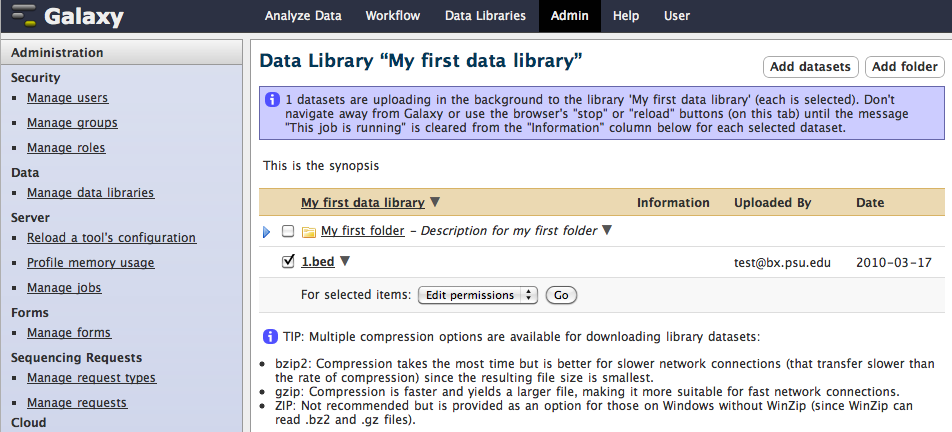 Galaxy
Analyze Data Workflow Data Libraries Admin Help User
Administration
Security
Manage users
Manage groups
Manage roles
Data
Manage data libraries
Server
Reload a tool's configuration
Profile memory usage
Manage jobs
Forms
Manage forms
Sequencing Requests
Manage request types
Manage requests
Cloud
Data Library “My first data library”
Add datasets Add folder
1 datasets are uploading in the background to the library 'My first data library' (each is selected). Don't
navigate away from Galaxy or use the browser's "stop" or "reload" buttons (on this tab) until the message
"This job is running" is cleared from the "Information" column below for each selected dataset.
This is the synopsis
My first data library ▼ Information Uploaded By Date
My first folder - Description for my first folder ▼
1.bed ▼ test@bx.psu.edu 2010-03-17
For selected items: Edit permissions Go
TIP: Multiple compression options are available for downloading library datasets:
• bzip2: Compression takes the most time but is better for slower network connections (that transfer slower than
the rate of compression) since the resulting file size is smallest.
• gzip: Compression is faster and yields a larger file, making it more suitable for fast network connections.
• ZIP: Not recommended but is provided as an option for those on Windows without WinZip (since WinZip can
read .bz2 and .gz files).